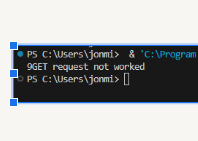 PS C:\Users\jonmi> & 'C:\Program
9GET request not worked
PS C:\Users\jonmi>